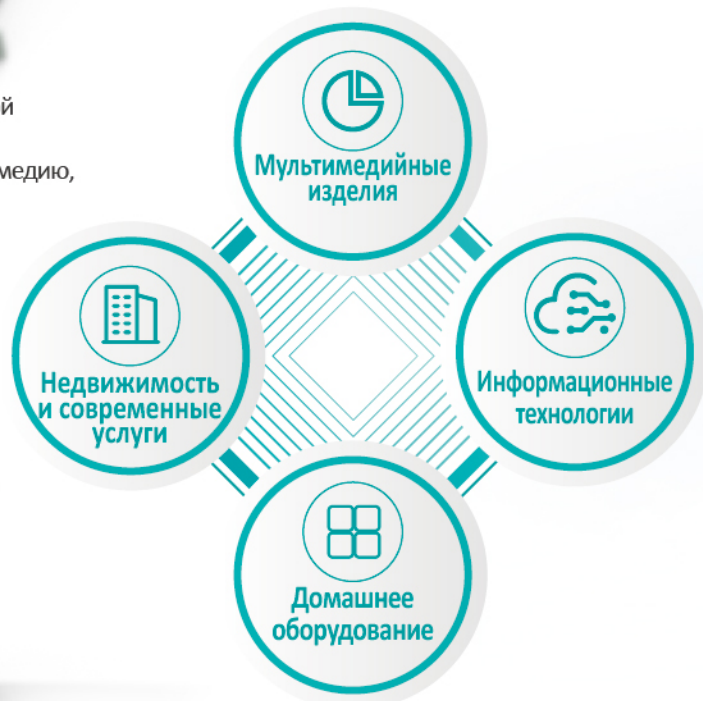 й
медию,
Мультимедийные
изделия
Недвижимость
и современные
услуги
Информационные
технологии
Домашнее
оборудование